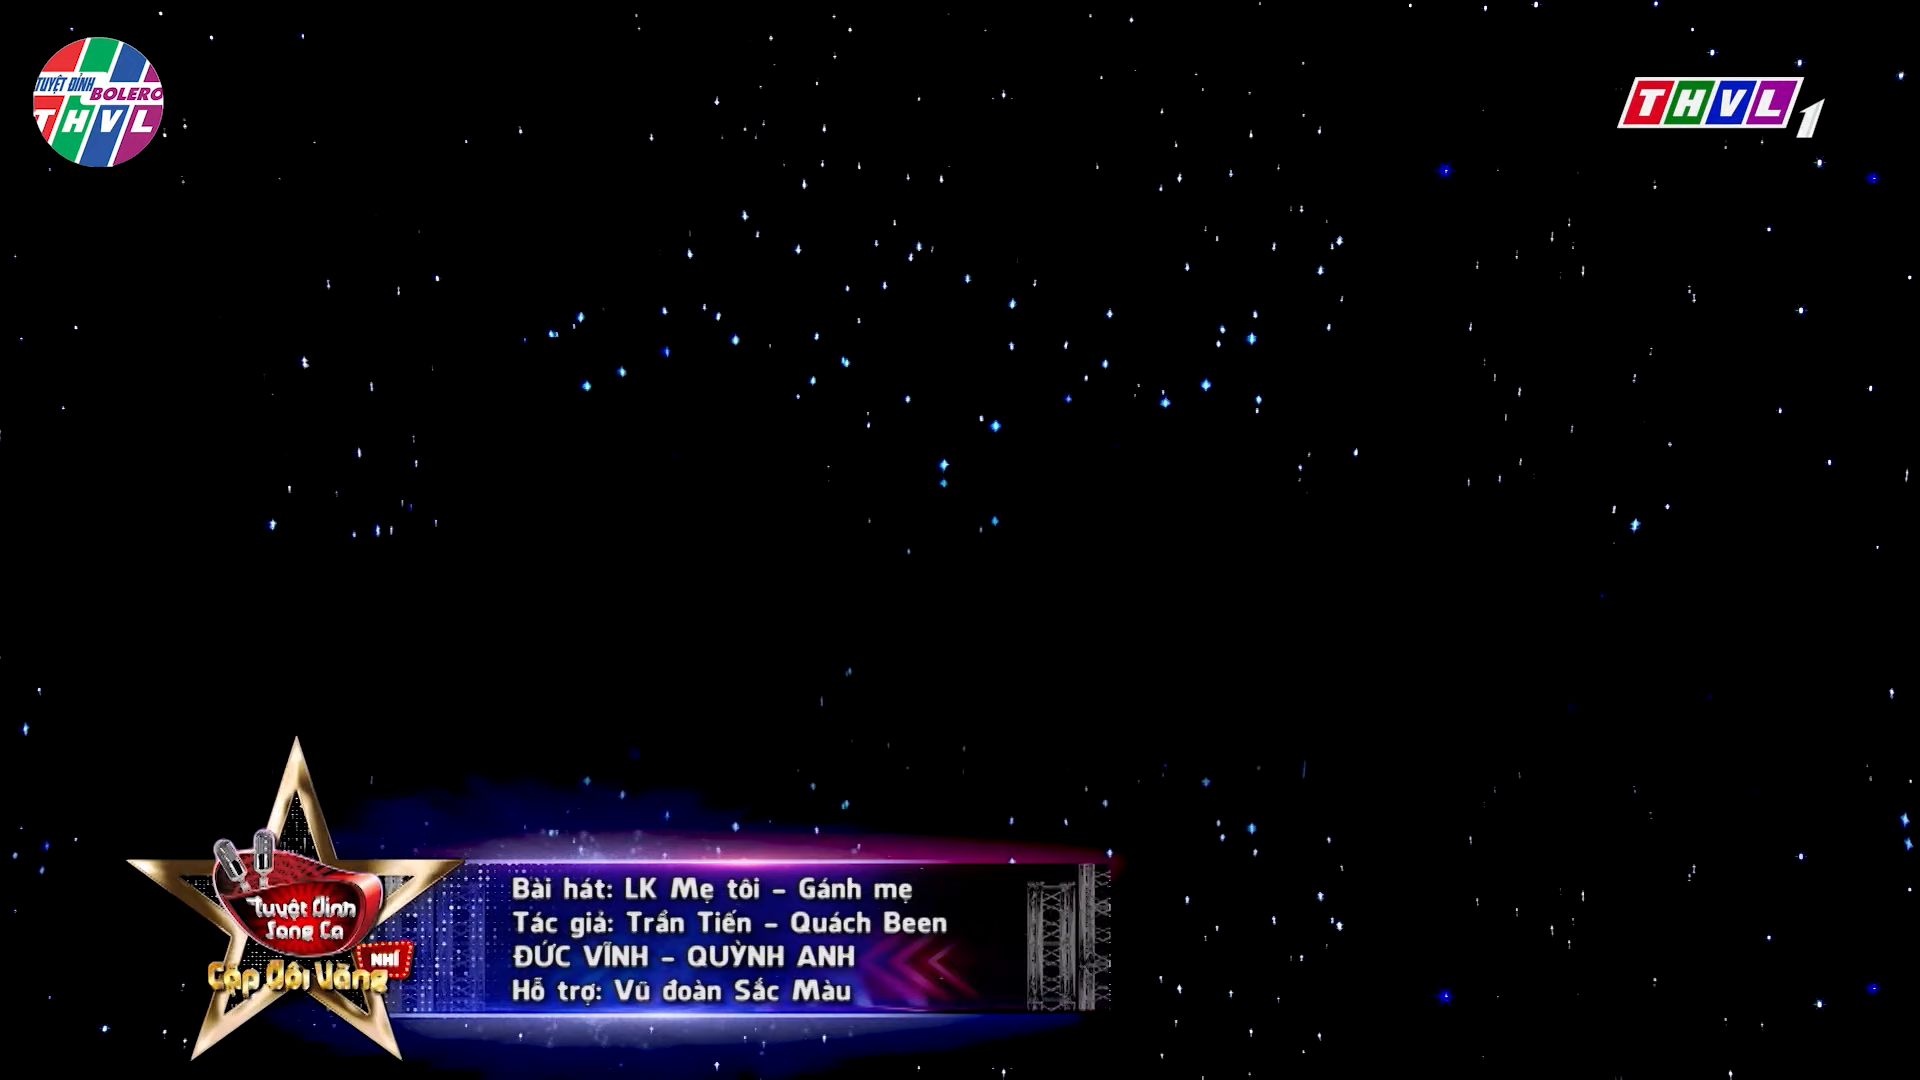 TUYỆT ĐỈNH
BOLERO
THVL
THVL1
Bài hát: LK Mẹ tôi – Gánh mẹ
Tác giả: Trần Tiến – Quách Been
ĐỨC VĨNH – QUỲNH ANH
Hỗ trợ: Vũ đoàn Sắc Màu
Tuyệt Đỉnh
Song Ca
NHÍ
Cặp Đôi Vàng